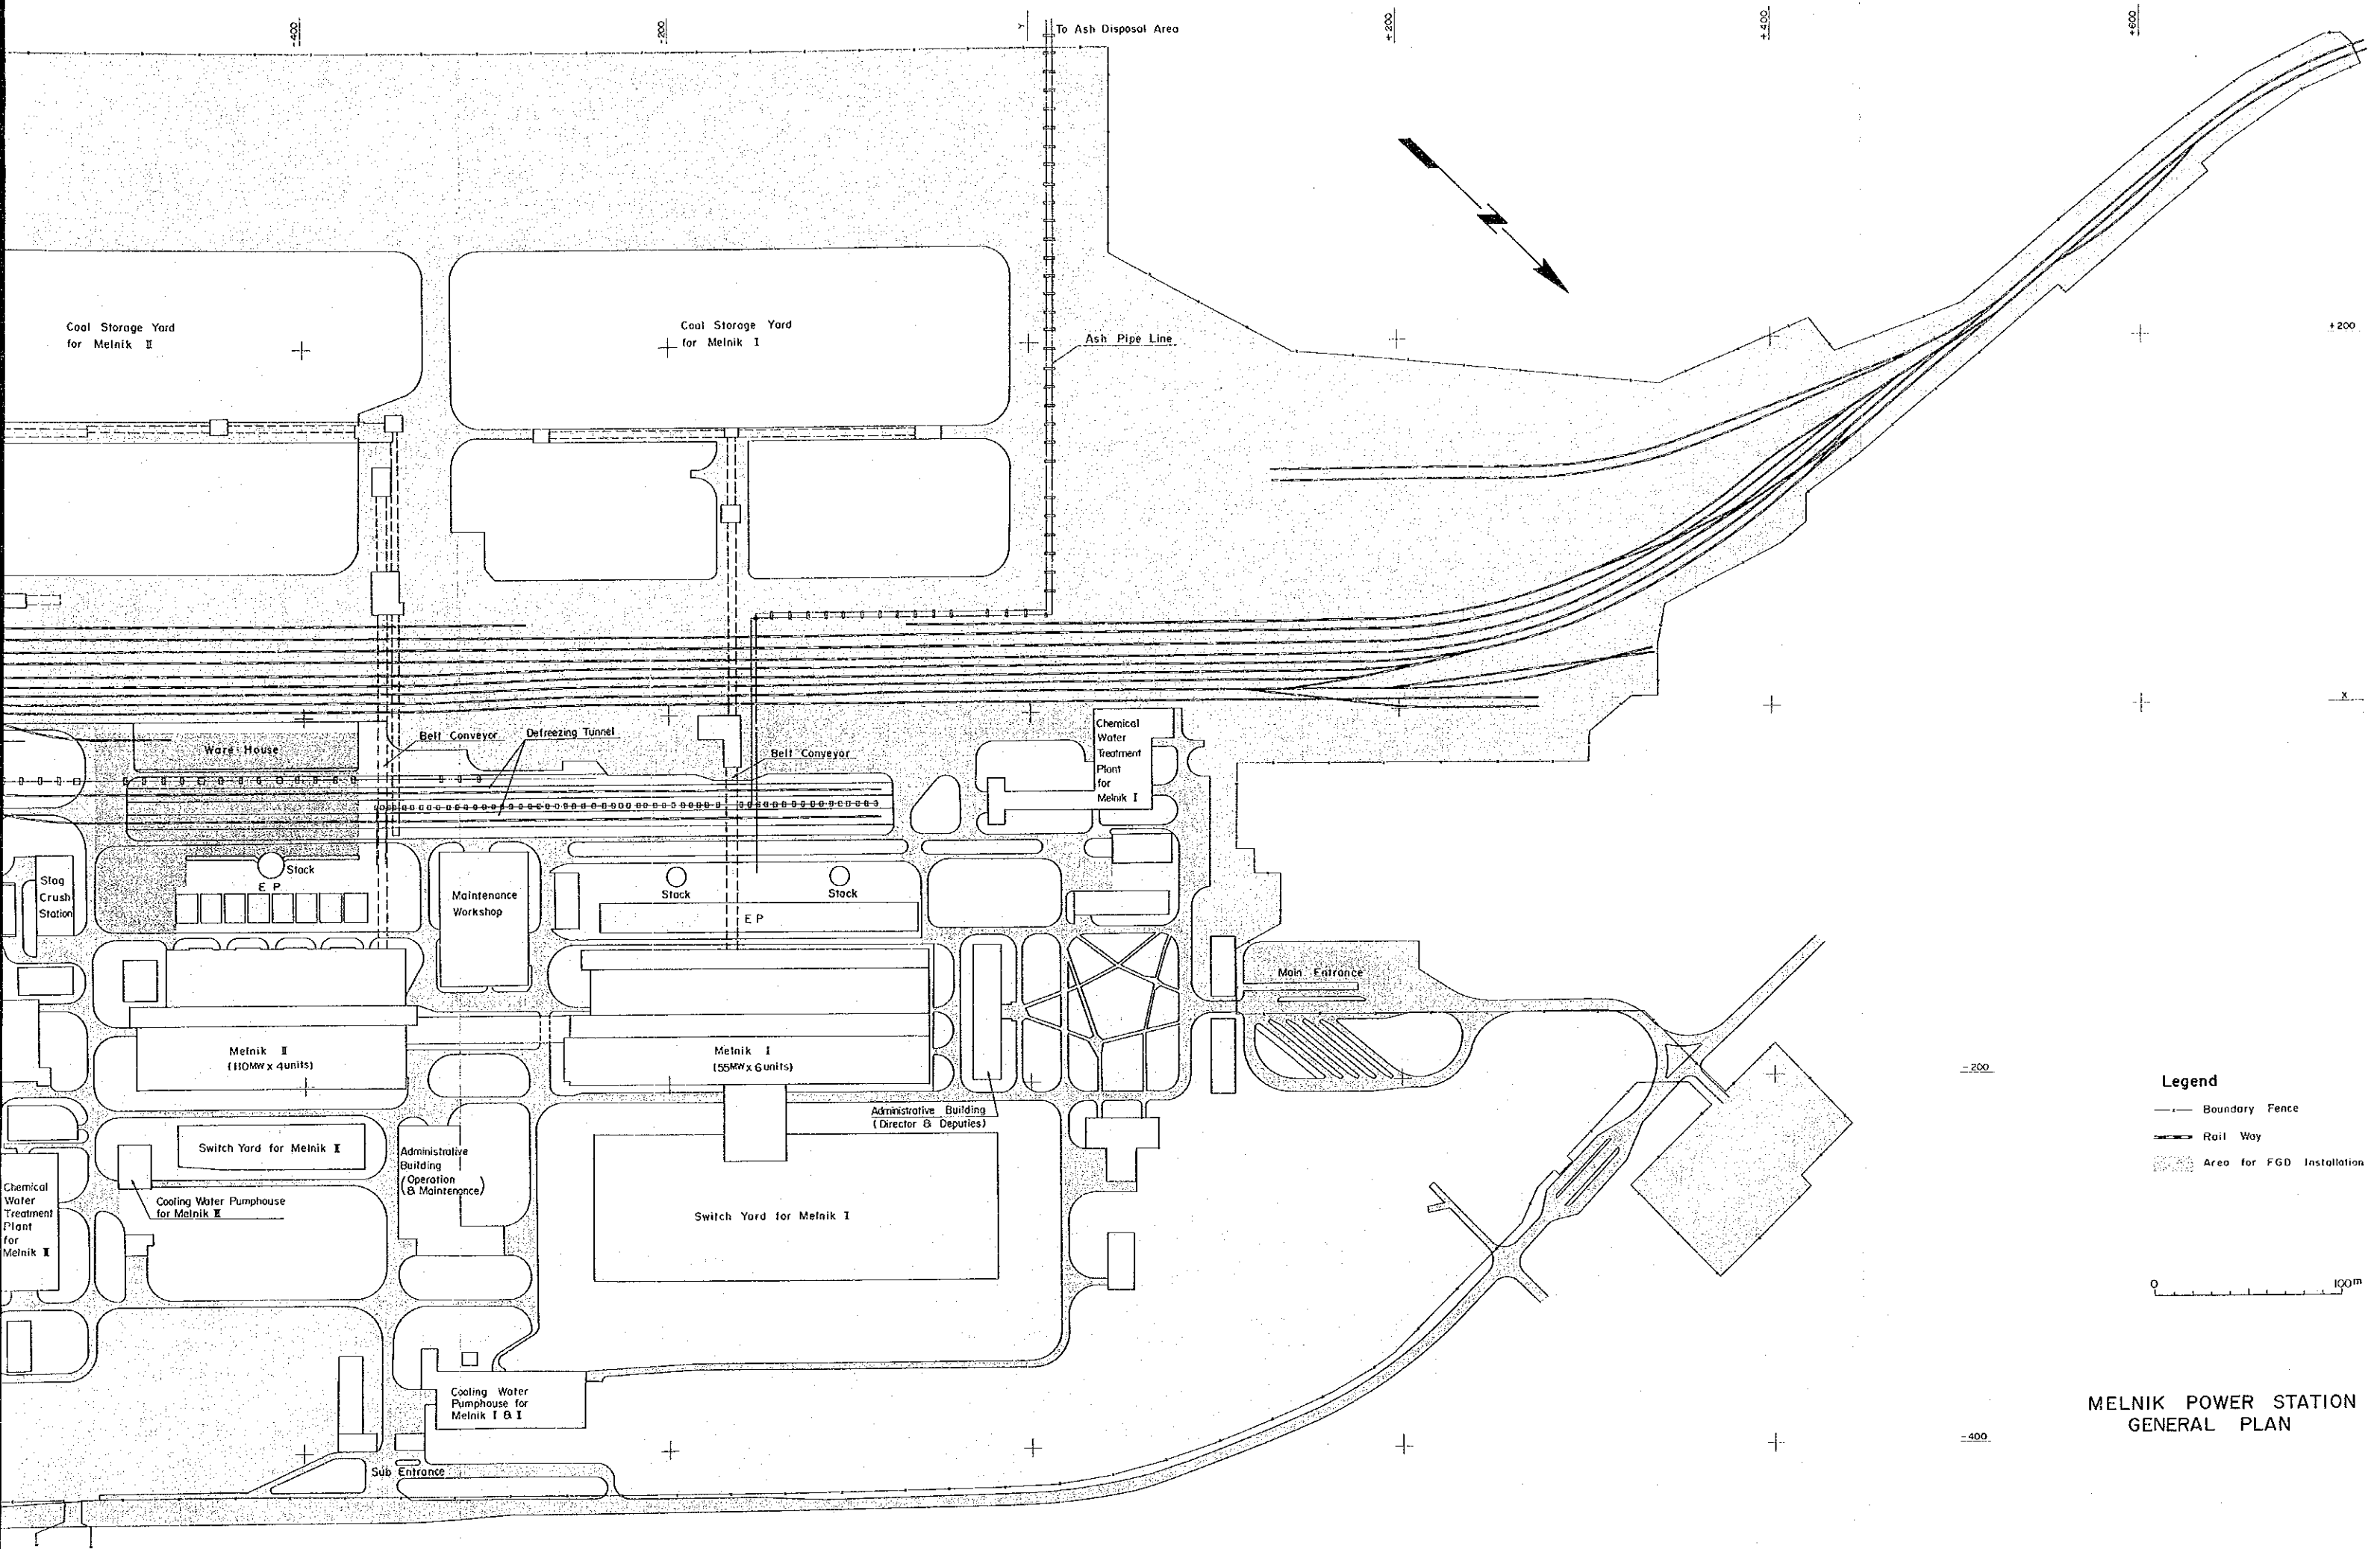 -400
-200
Y
To Ash Disposal Area
+200
+400
+600
N
Coal Storage Yard
for Melnik II
Coal Storage Yard
for Melnik I
Ash Pipe Line
+200
X
Ware House
Belt Conveyor
Defreezing Tunnel
Belt Conveyor
Chemical
Water
Treatment
Plant
for
Melnik I
Stack
E P
Slag
Crush
Station
Maintenance
Workshop
Stack
Stack
E P
Main Entrance
Melnik II
(110MW x 4units)
Melnik I
(55MW x 6units)
-200
Legend
Boundary Fence
Rail Way
Area for FGD Installation
Administrative Building
(Director & Deputies)
Switch Yard for Melnik II
Administrative
Building
(Operation
& Maintenance)
Chemical
Water
Treatment
Plant
for
Melnik II
Cooling Water Pumphouse
for Melnik II
Switch Yard for Melnik I
0 100m
Cooling Water
Pumphouse for
Melnik I & I
MELNIK POWER STATION
GENERAL PLAN
-400
Sub Entrance